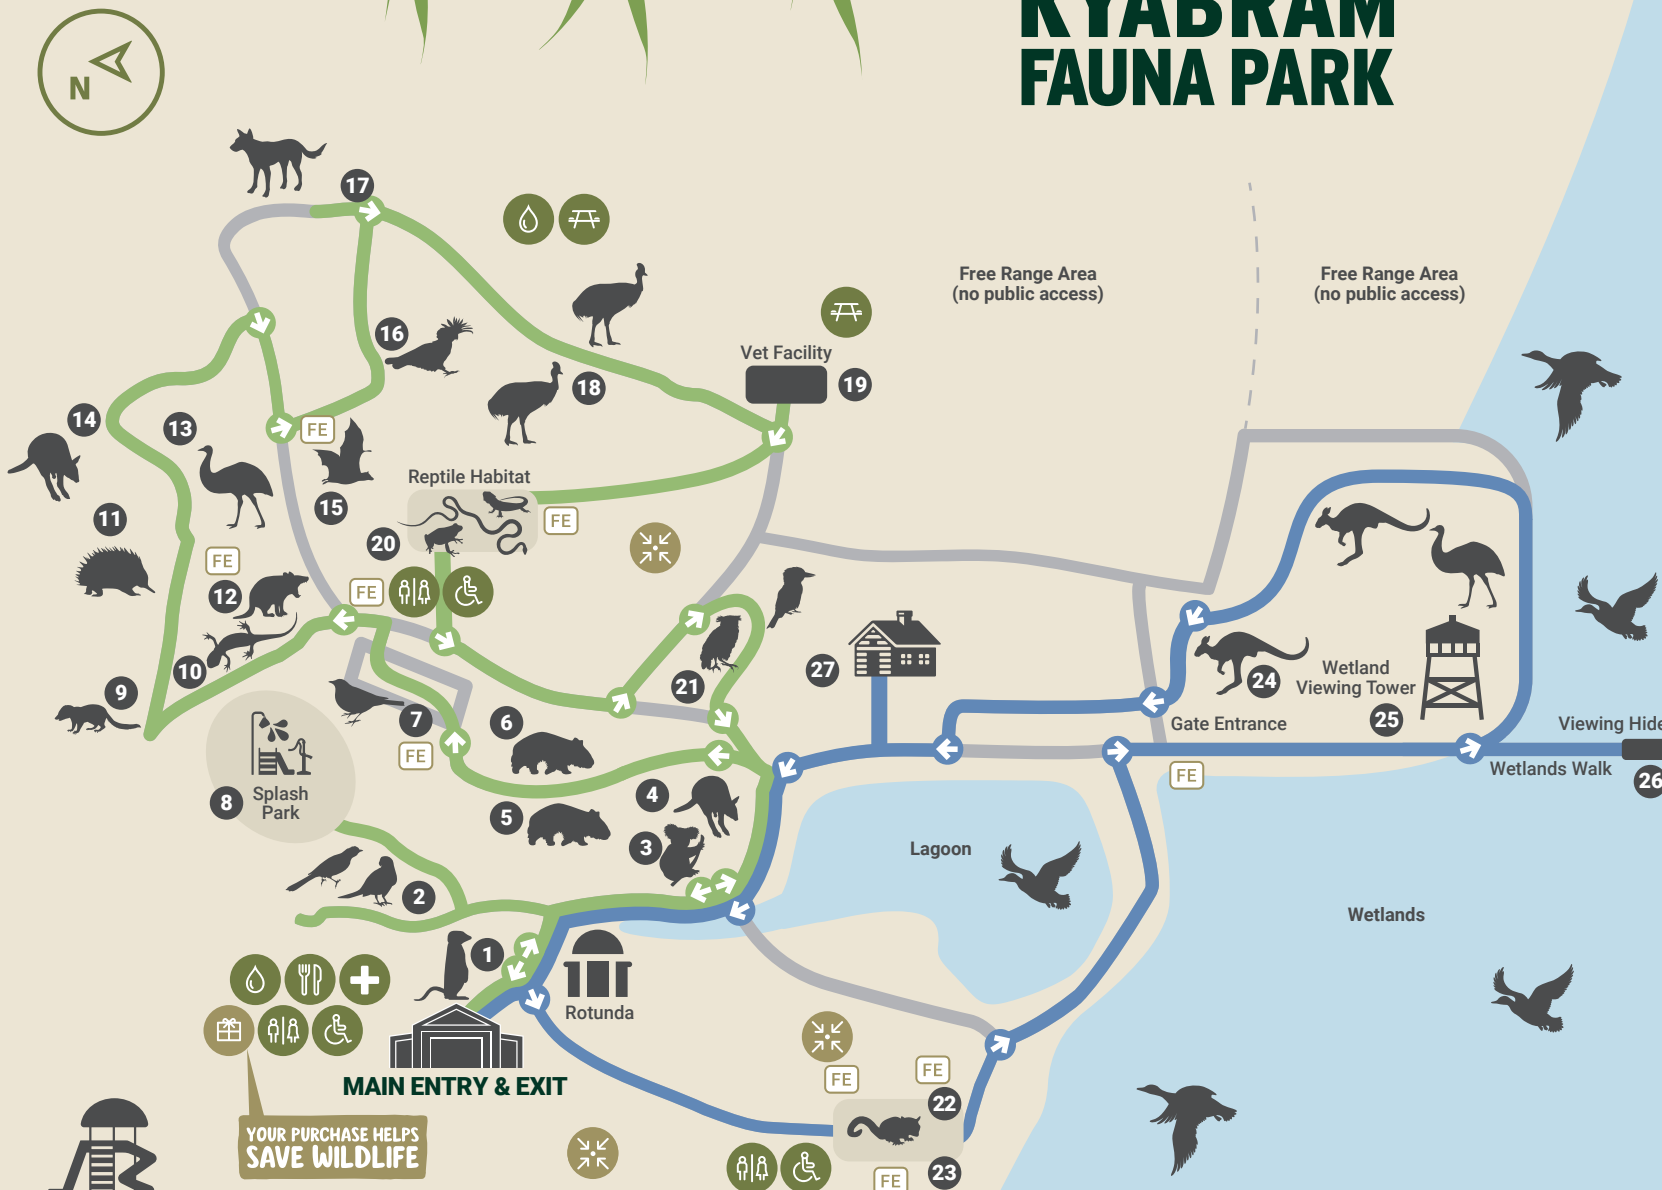 KYABRAM
FAUNA PARK
N
17
Free Range Area
(no public access)
Free Range Area
(no public access)
16
Vet Facility
18
19
14
13
FE
Reptile Habitat
15
11
FE
20
FE
FE
12
10
27
24
Wetland
Viewing Tower
21
9
25
7
6
Gate Entrance
Viewing Hide
FE
FE
Wetlands Walk
26
8
Splash
Park
4
5
3
Lagoon
2
Wetlands
1
Rotunda
FE
FE
MAIN ENTRY & EXIT
22
YOUR PURCHASE HELPS
SAVE WILDLIFE
23
FE